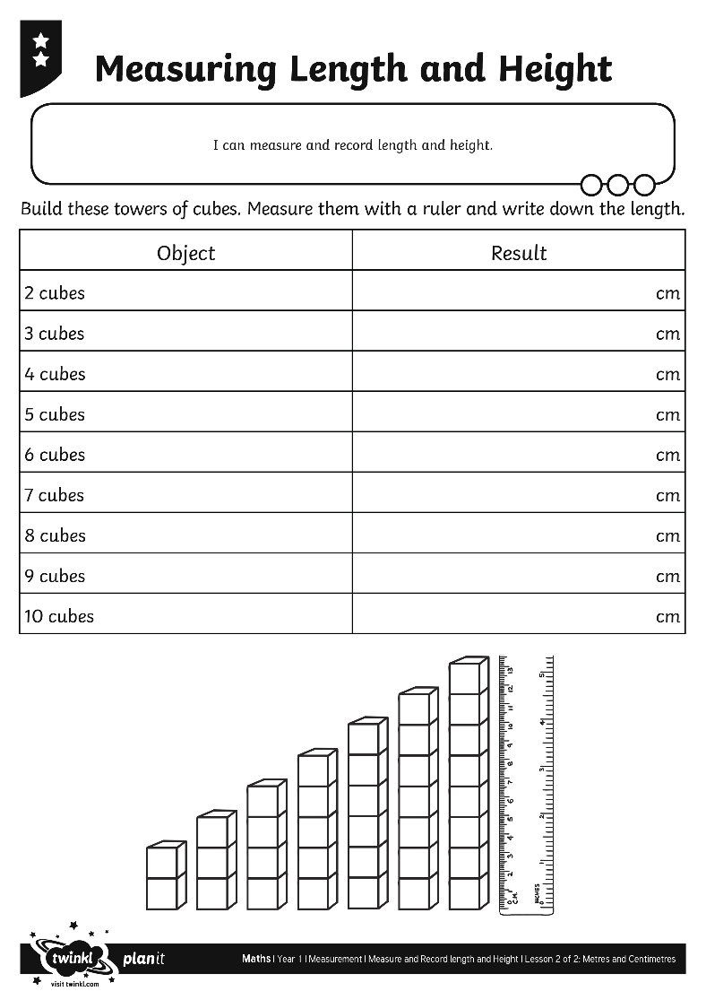 Measuring Length and Height
I can measure and record length and height.
Build these towers of cubes. Measure them with a ruler and write down the length.
Object Result
2 cubes cm
3 cubes cm
4 cubes cm
5 cubes cm
6 cubes cm
7 cubes cm
8 cubes cm
9 cubes cm
10 cubes cm
0 1 2 3 4 5 6 7 8 9 10 11 12 13
C.M.
INCHES
0 1 2 3 4 5
twinkl planit
visit twinkl.com
Maths | Year 1 | Measurement | Measure and Record length and Height | Lesson 2 of 2: Metres and Centimetres